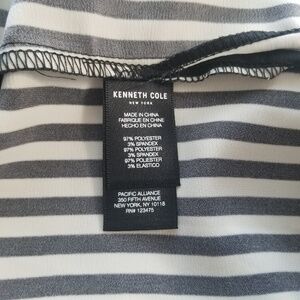 KENNETH COLE
NEW YORK
MADE IN CHINA
FABRIQUE EN CHINE
HECHO EN CHINA
97% POLYESTER
3% SPANDEX
97% POLYESTER
3% SPANDEX
97% POLIESTER
3% ELASTICO
PACIFIC ALLIANCE
350 FIFTH AVENUE
NEW YORK, NY 10118
RN# 123475